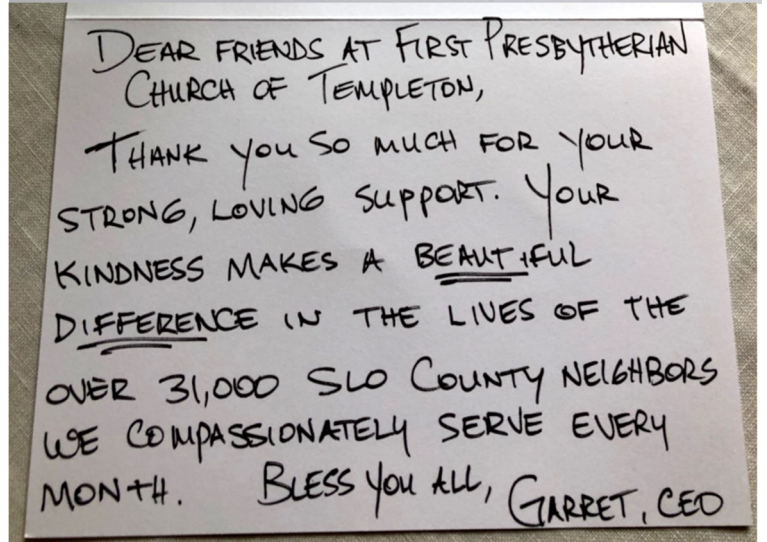 DEAR FRIENDS AT FIRST PRESBYTHERIAN
CHURCH OF TEMPLETON,
THANK YOU SO MUCH FOR YOUR
STRONG, LOVING SUPPORT. YOUR
KINDNESS MAKES A BEAUTIFUL
DIFFERENCE IN THE LIVES OF THE
OVER 31,000 SLO COUNTY NEIGHBORS
WE COMPASSIONATELY SERVE EVERY
MONTH. BLESS YOU ALL, GARRET, CEO